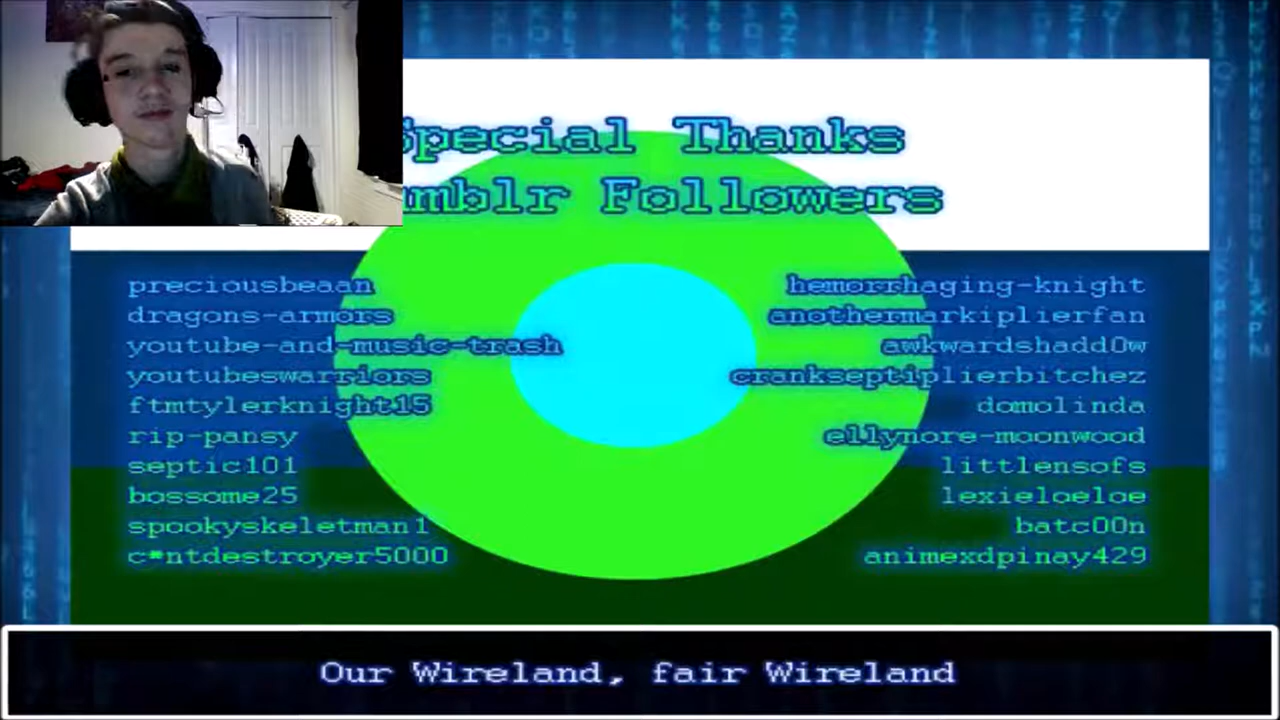 Special Thanks
Followers
preciousbeaan
dragons-armors
youtube-and-music-trash
youtubeswarriors
ftmtylerknight15
rip-pansy
septic101
bossome25
spookyskeletman1
c*ntdestroyer5000
hemorrhaging-knight
anothermarkiplierfan
awkwardshadd0w
crankseptiplierbitchez
domolinda
ellynore-moonwood
littlensofs
lexieloeloe
batc00n
animexdpinay429
Our Wireland, fair Wireland